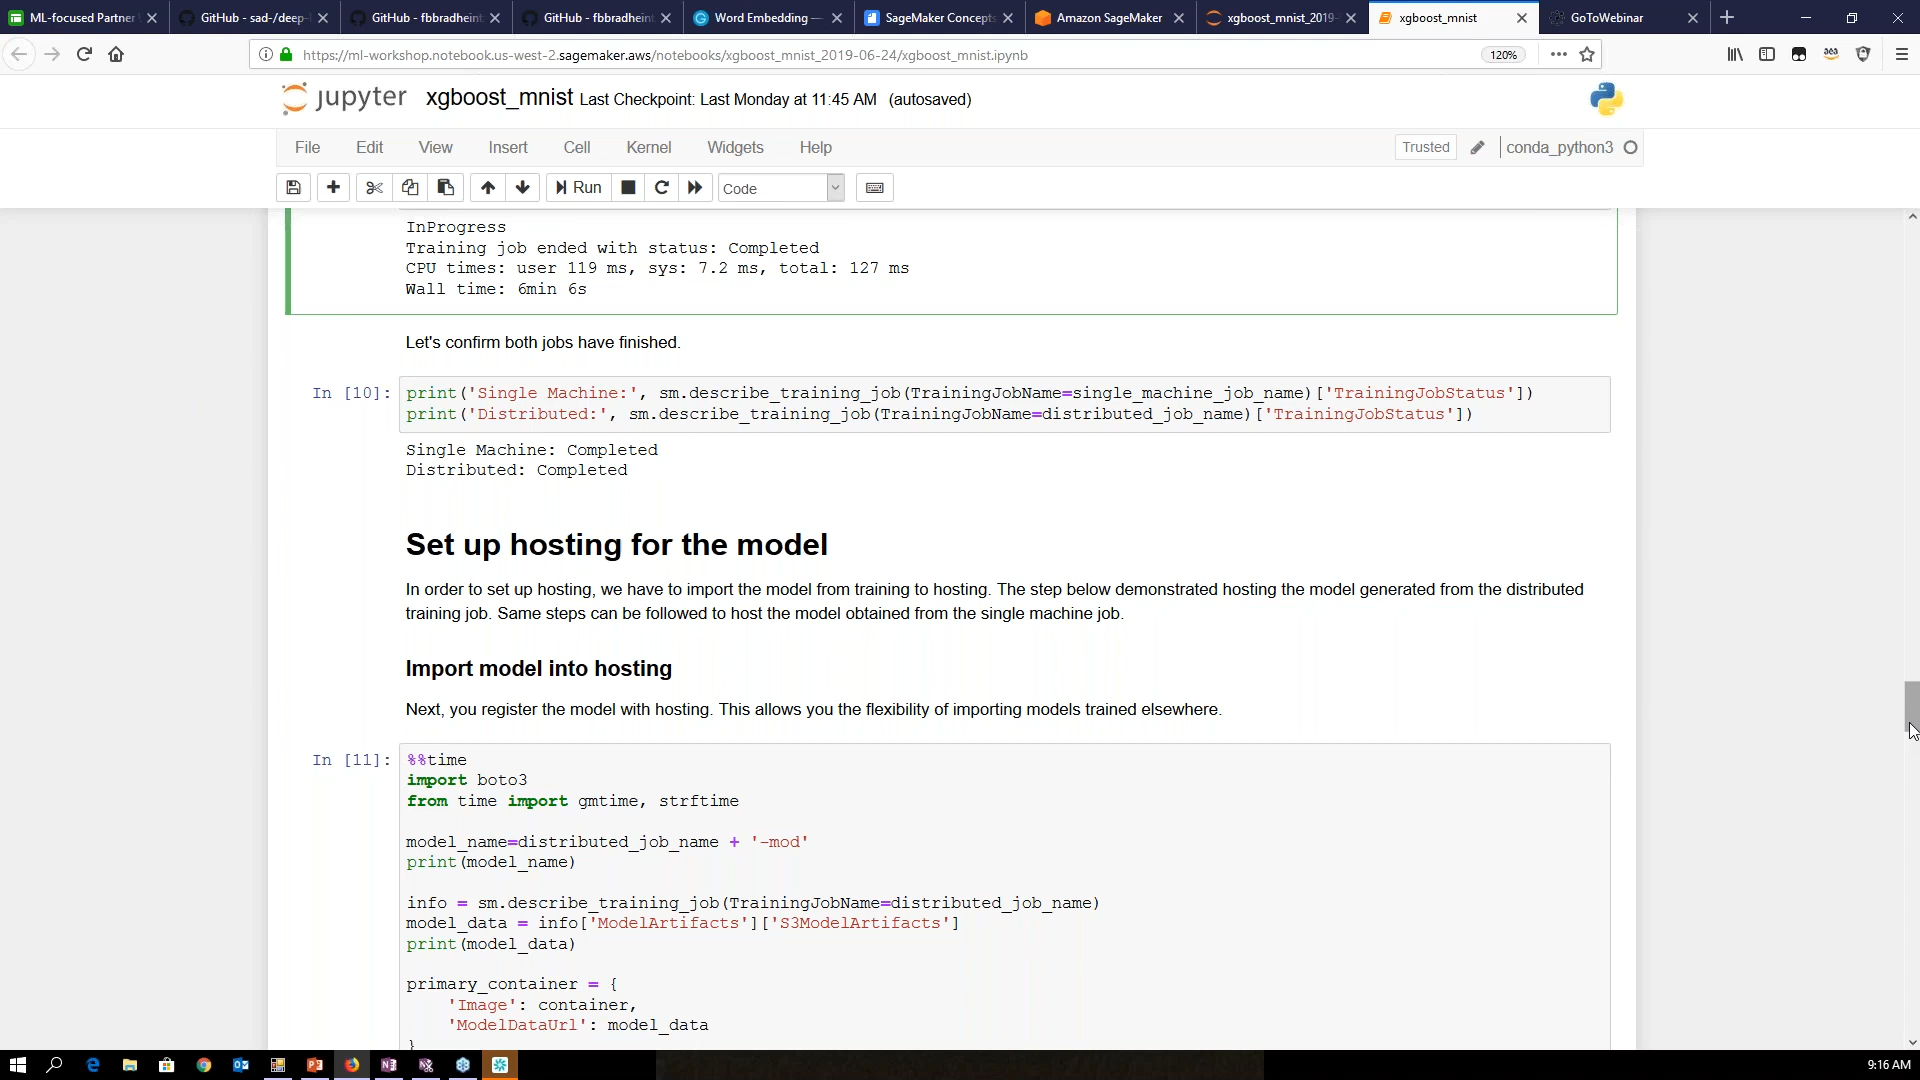 ML-focused Partner
GitHub - sad-/deep-
GitHub - fbbradheint
GitHub - fbbradheint
Word Embedding —
SageMaker Concepts
Amazon SageMaker
xgboost_mnist_2019-
xgboost_mnist
GoToWebinar
https://ml-workshop.notebook.us-west-2.sagemaker.aws/notebooks/xgboost_mnist_2019-06-24/xgboost_mnist.ipynb
120%
jupyter xgboost_mnist Last Checkpoint: Last Monday at 11:45 AM (autosaved)
File Edit View Insert Cell Kernel Widgets Help
Trusted conda_python3
Run Code
InProgress
Training job ended with status: Completed
CPU times: user 119 ms, sys: 7.2 ms, total: 127 ms
Wall time: 6min 6s
Let's confirm both jobs have finished.
In [10]: print('Single Machine:', sm.describe_training_job(TrainingJobName=single_machine_job_name)['TrainingJobStatus'])
print('Distributed:', sm.describe_training_job(TrainingJobName=distributed_job_name)['TrainingJobStatus'])
Single Machine: Completed
Distributed: Completed
Set up hosting for the model
In order to set up hosting, we have to import the model from training to hosting. The step below demonstrated hosting the model generated from the distributed
training job. Same steps can be followed to host the model obtained from the single machine job.
Import model into hosting
Next, you register the model with hosting. This allows you the flexibility of importing models trained elsewhere.
In [11]: %%time
import boto3
from time import gmtime, strftime
model_name=distributed_job_name + '-mod'
print(model_name)
info = sm.describe_training_job(TrainingJobName=distributed_job_name)
model_data = info['ModelArtifacts']['S3ModelArtifacts']
print(model_data)
primary_container = {
'Image': container,
'ModelDataUrl': model_data
}
9:16 AM